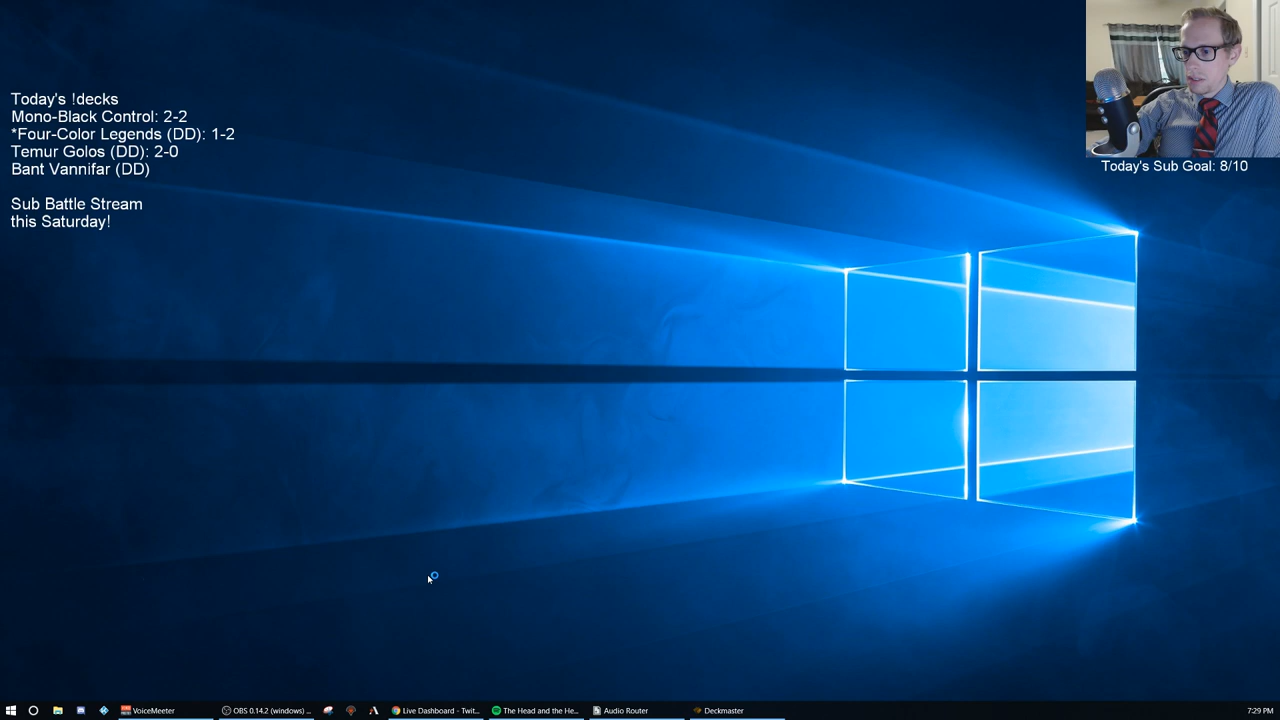 Today's !decks
Mono-Black Control: 2-2
*Four-Color Legends (DD): 1-2
Temur Golos (DD): 2-0
Bant Vannifar (DD)
Sub Battle Stream
this Saturday!
Today's Sub Goal: 8/10
VoiceMeeter
OBS 0.14.2 (windows) ...
Live Dashboard - Twit...
The Head and the He...
Audio Router
Deckmaster
7:29 PM